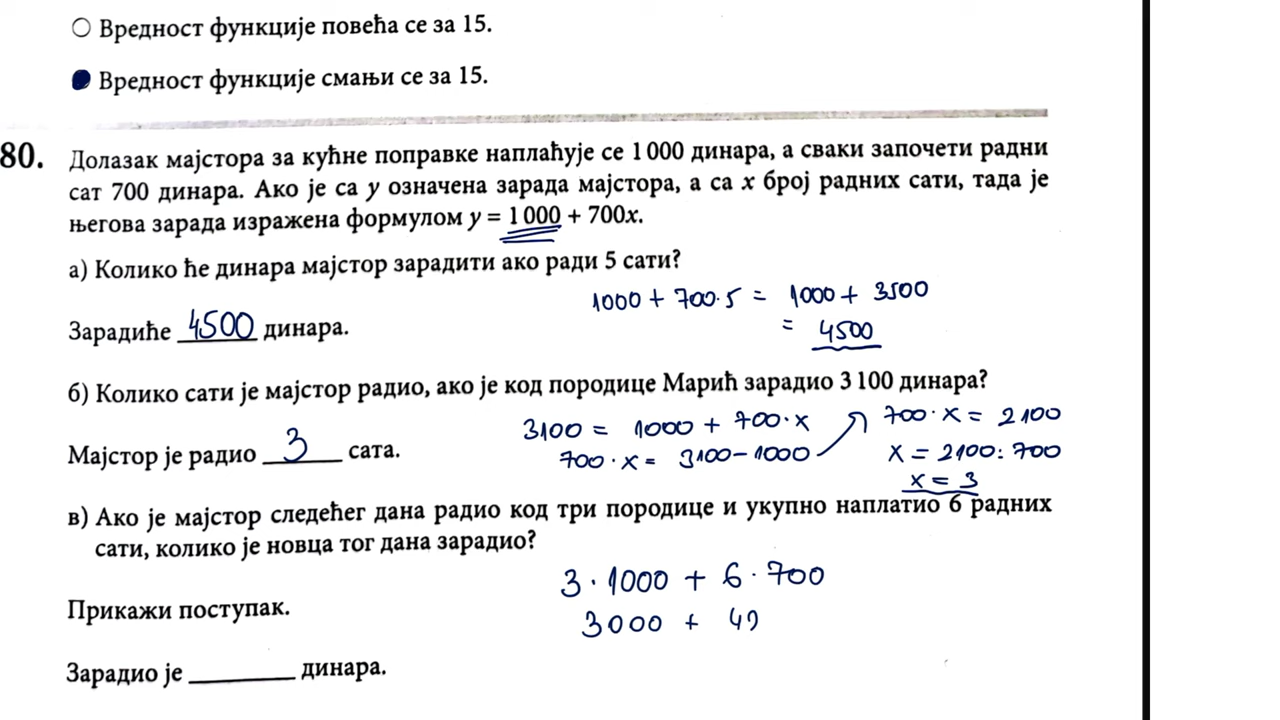 ○ Вредност функције повећа се за 15.
● Вредност функције смањи се за 15.
80. Долазак мајстора за кућне поправке наплаћује се 1 000 динара, а сваки започети радни
сат 700 динара. Ако је са y означена зарада мајстора, а са x број радних сати, тада је
његова зарада изражена формулом y = 1 000 + 700x.
а) Колико ће динара мајстор зарадити ако ради 5 сати?
1000 + 700·5 = 1000 + 3500
Зарадиће 4500 динара.
= 4500
б) Колико сати је мајстор радио, ако је код породице Марић зарадио 3 100 динара?
3100 = 1000 + 700·x
700·x = 2100
Мајстор је радио 3 сата.
700·x = 3100-1000
x = 2100:700
x = 3
в) Ако је мајстор следећег дана радио код три породице и укупно наплатио 6 радних
сати, колико је новца тог дана зарадио?
3·1000 + 6·700
Прикажи поступак.
3000 + 42
Зарадио је ________ динара.